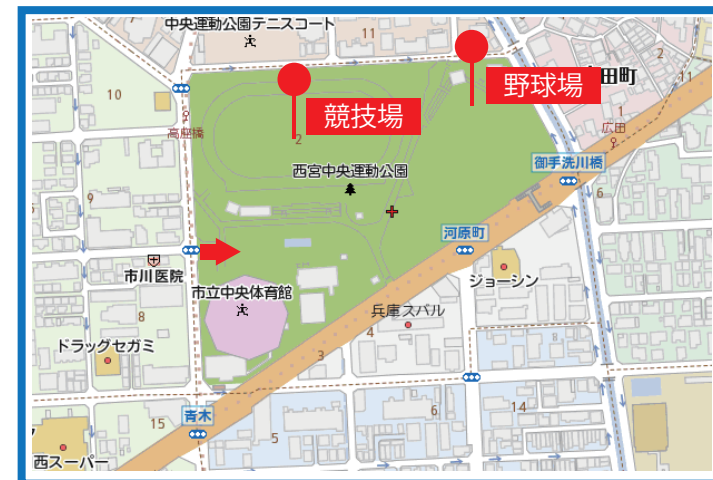 中央運動公園テニスコート
11
2
10
高座橋
競技場
野球場
田町
11
1
広田
2
西宮中央運動公園
御手洗川橋
6
9
河原町
市川医院
ジョーシン
市立中央体育館
兵庫スバル
8
4
ドラッグセガミ
3
青木
6
14
15
5
西スーパー